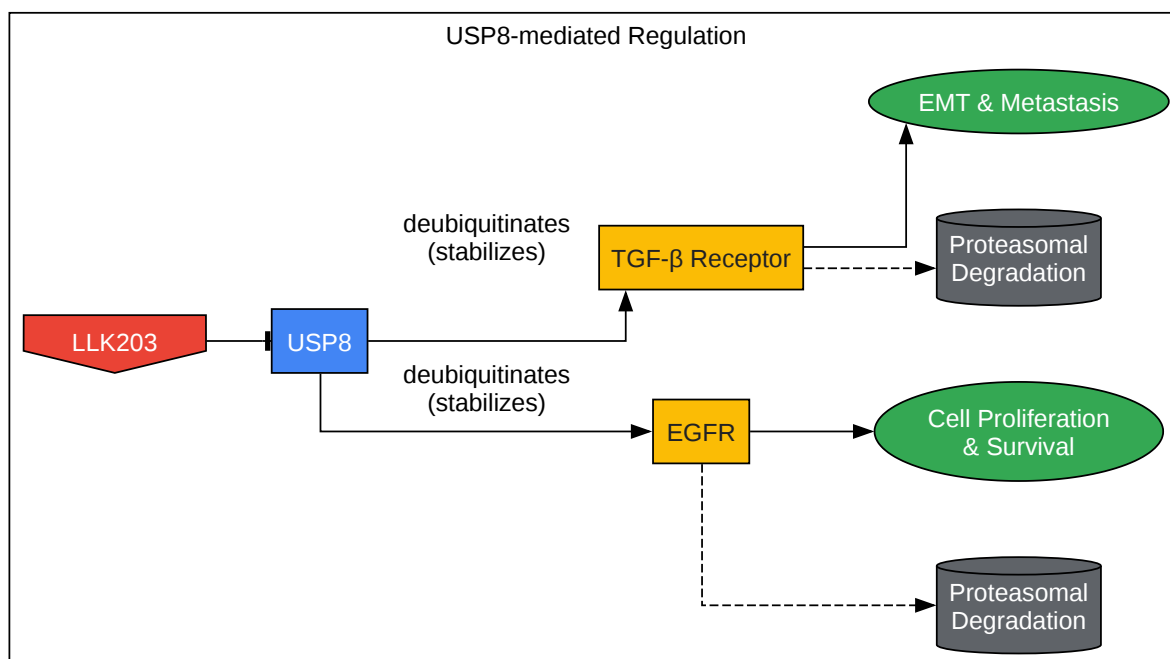 USP8-mediated Regulation
EMT & Metastasis
deubiquitinates
(stabilizes)
TGF-β Receptor
Proteasomal
Degradation
LLK203
USP8
deubiquitinates
(stabilizes)
EGFR
Cell Proliferation
& Survival
Proteasomal
Degradation